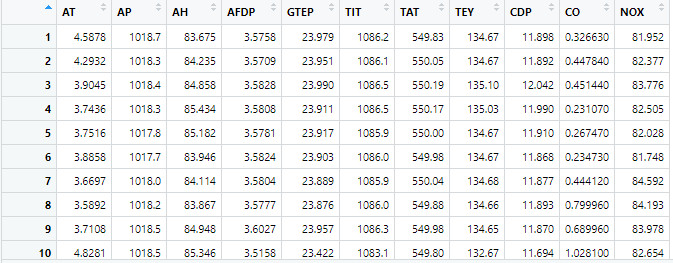 AT AP AH AFDP GTEP TIT TAT TEY CDP CO NOX
1 4.5878 1018.7 83.675 3.5758 23.979 1086.2 549.83 134.67 11.898 0.326630 81.952
2 4.2932 1018.3 84.235 3.5709 23.951 1086.1 550.05 134.67 11.892 0.447840 82.377
3 3.9045 1018.4 84.858 3.5828 23.990 1086.5 550.19 135.10 12.042 0.451440 83.776
4 3.7436 1018.3 85.434 3.5808 23.911 1086.5 550.17 135.03 11.990 0.231070 82.505
5 3.7516 1017.8 85.182 3.5781 23.917 1085.9 550.00 134.67 11.910 0.267470 82.028
6 3.8858 1017.7 83.946 3.5824 23.903 1086.0 549.98 134.67 11.868 0.234730 81.748
7 3.6697 1018.0 84.114 3.5804 23.889 1085.9 550.04 134.68 11.877 0.444120 84.592
8 3.5892 1018.2 83.867 3.5777 23.876 1086.0 549.88 134.66 11.893 0.799960 84.193
9 3.7108 1018.5 84.948 3.6027 23.957 1086.3 549.98 134.65 11.870 0.689960 83.978
10 4.8281 1018.5 85.346 3.5158 23.422 1083.1 549.80 132.67 11.694 1.028100 82.654